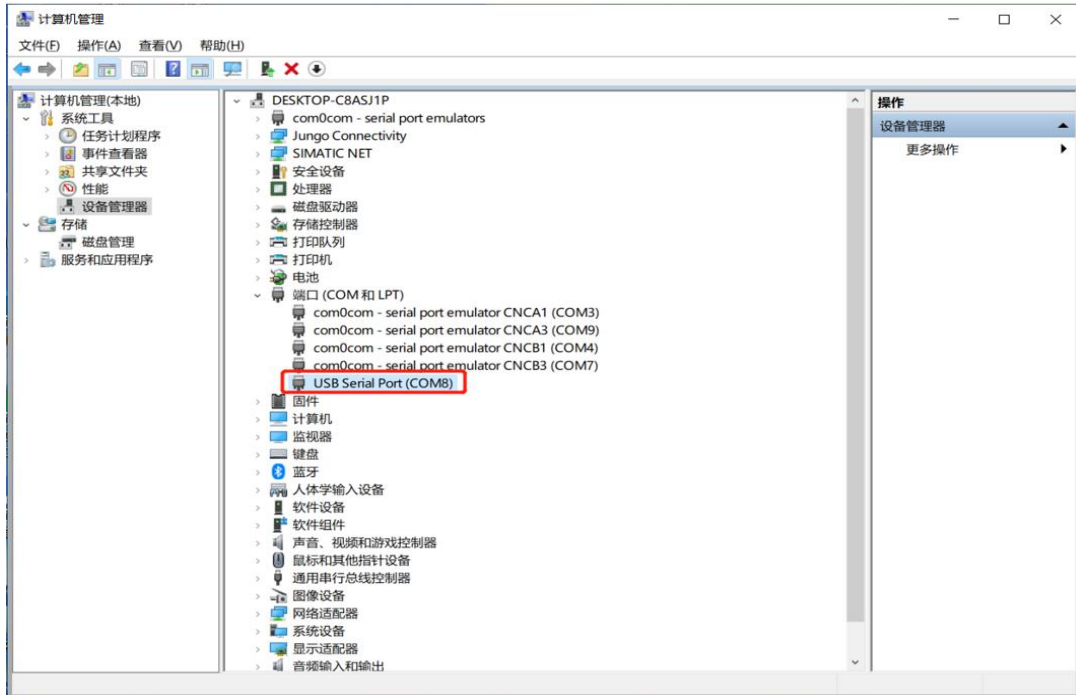 计算机管理
文件(F) 操作(A) 查看(V) 帮助(H)
计算机管理(本地)
系统工具
任务计划程序
事件查看器
共享文件夹
性能
设备管理器
存储
磁盘管理
服务和应用程序
DESKTOP-C8ASJ1P
com0com - serial port emulators
Jungo Connectivity
SIMATIC NET
安全设备
处理器
磁盘驱动器
存储控制器
打印队列
打印机
电池
端口 (COM 和 LPT)
com0com - serial port emulator CNCA1 (COM3)
com0com - serial port emulator CNCA3 (COM9)
com0com - serial port emulator CNCB1 (COM4)
com0com - serial port emulator CNCB3 (COM7)
USB Serial Port (COM8)
固件
计算机
监视器
键盘
蓝牙
人体学输入设备
软件设备
软件组件
声音、视频和游戏控制器
鼠标和其他指针设备
通用串行总线控制器
图像设备
网络适配器
系统设备
显示适配器
音频输入和输出
操作
设备管理器
更多操作